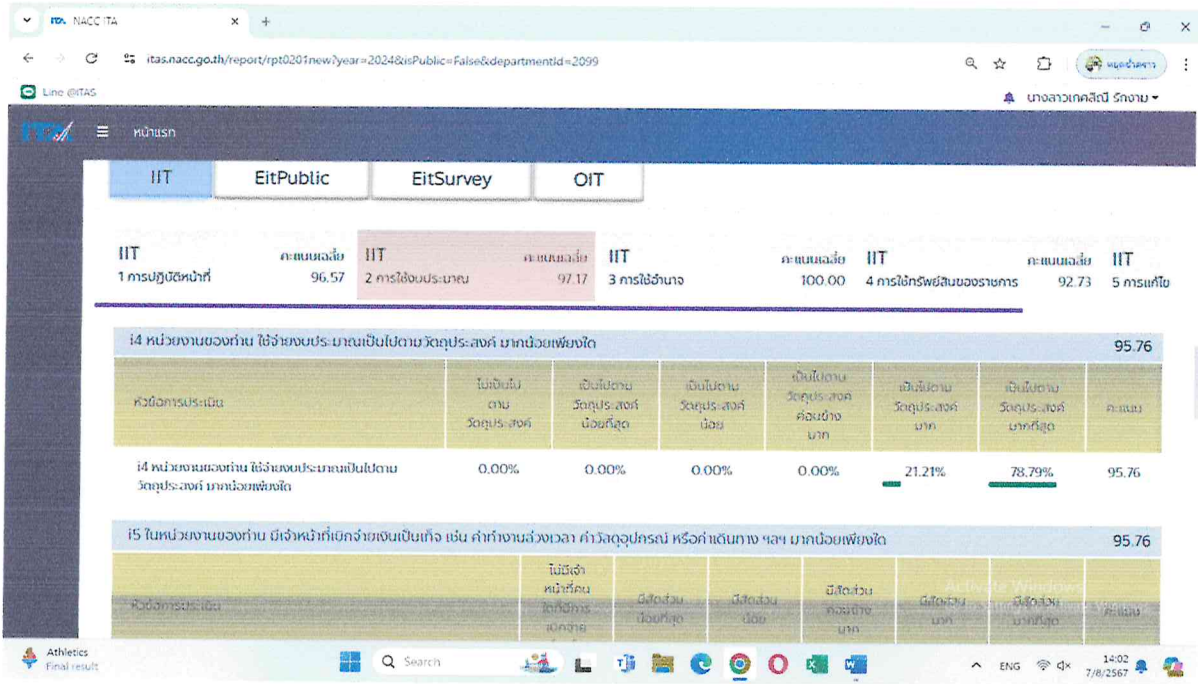 NACC ITA
itas.nacc.go.th/report/rpt0201new?year=2024&isPublic=False&departmentId=2099
หยุดชั่วคราว
Line @ITAS
นางสาวเกศสิณี รักงาม
ITA หน้าแรก
IIT EitPublic EitSurvey OIT
IIT คะแนนเฉลี่ย IIT คะแนนเฉลี่ย IIT คะแนนเฉลี่ย IIT คะแนนเฉลี่ย IIT
1 การปฏิบัติหน้าที่ 96.57 2 การใช้งบประมาณ 97.17 3 การใช้อำนาจ 100.00 4 การใช้ทรัพย์สินของราชการ 92.73 5 การแก้ไข
i4 หน่วยงานของท่าน ใช้จ่ายงบประมาณเป็นไปตามวัตถุประสงค์ มากน้อยเพียงใด 95.76
หัวข้อการประเมิน ไม่เป็นไปตามวัตถุประสงค์ เป็นไปตามวัตถุประสงค์น้อยที่สุด เป็นไปตามวัตถุประสงค์น้อย เป็นไปตามวัตถุประสงค์ค่อนข้างมาก เป็นไปตามวัตถุประสงค์มาก เป็นไปตามวัตถุประสงค์มากที่สุด คะแนน
i4 หน่วยงานของท่าน ใช้จ่ายงบประมาณเป็นไปตาม 0.00% 0.00% 0.00% 0.00% 21.21% 78.79% 95.76
วัตถุประสงค์ มากน้อยเพียงใด
i5 ในหน่วยงานของท่าน มีเจ้าหน้าที่เบิกจ่ายเงินเป็นเท็จ เช่น ค่าทำงานล่วงเวลา ค่าวัสดุอุปกรณ์ หรือค่าเดินทาง ฯลฯ มากน้อยเพียงใด 95.76
หัวข้อการประเมิน ไม่มีเจ้าหน้าที่คนใดที่มีการเบิกจ่าย มีสัดส่วนน้อยที่สุด มีสัดส่วนน้อย มีสัดส่วนค่อนข้างมาก มีสัดส่วนมาก มีสัดส่วนมากที่สุด คะแนน
Activate Windows
Athletics
Final result
Search
ENG
14:02
7/8/2567